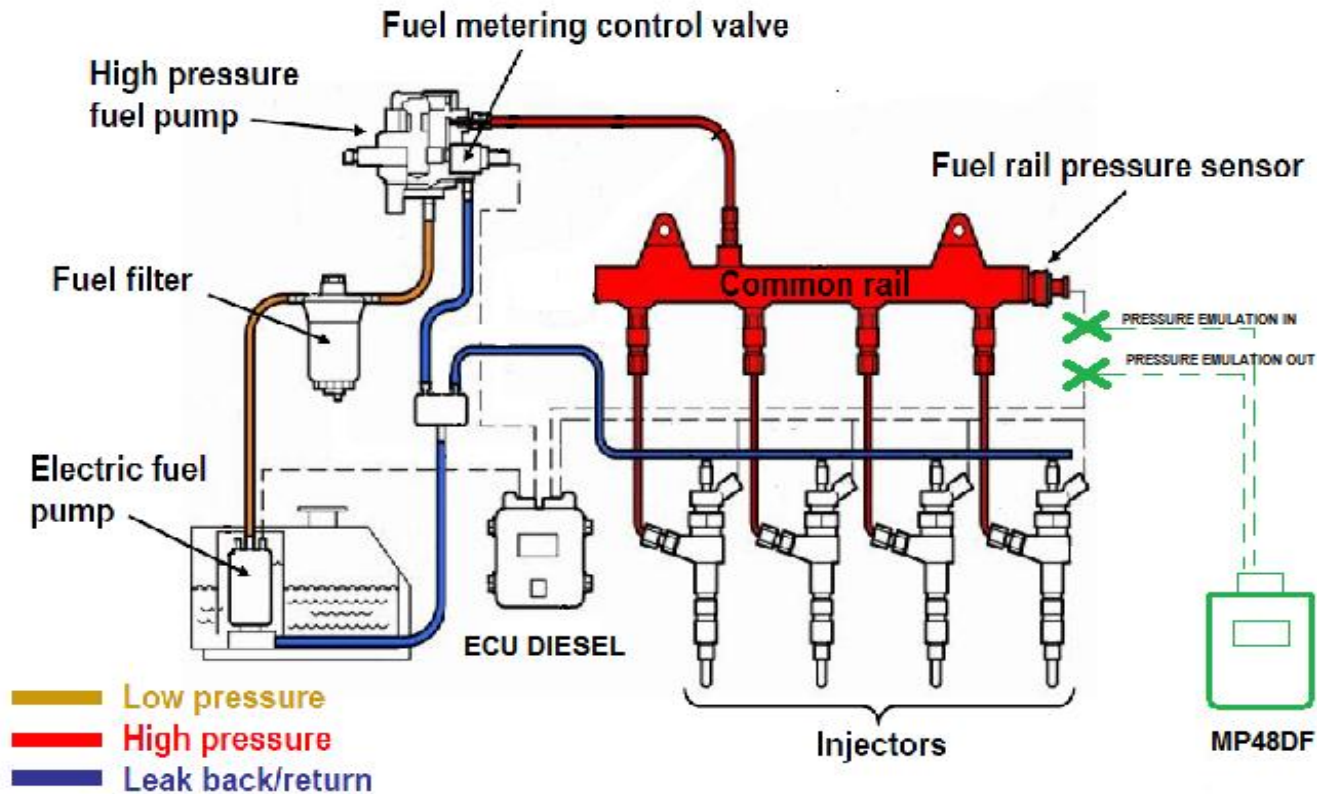 Fuel metering control valve
High pressure
fuel pump
Fuel rail pressure sensor
Fuel filter
Common rail
PRESSURE EMULATION IN
PRESSURE EMULATION OUT
Electric fuel
pump
ECU DIESEL
Low pressure
High pressure
Leak back/return
Injectors
MP48DF